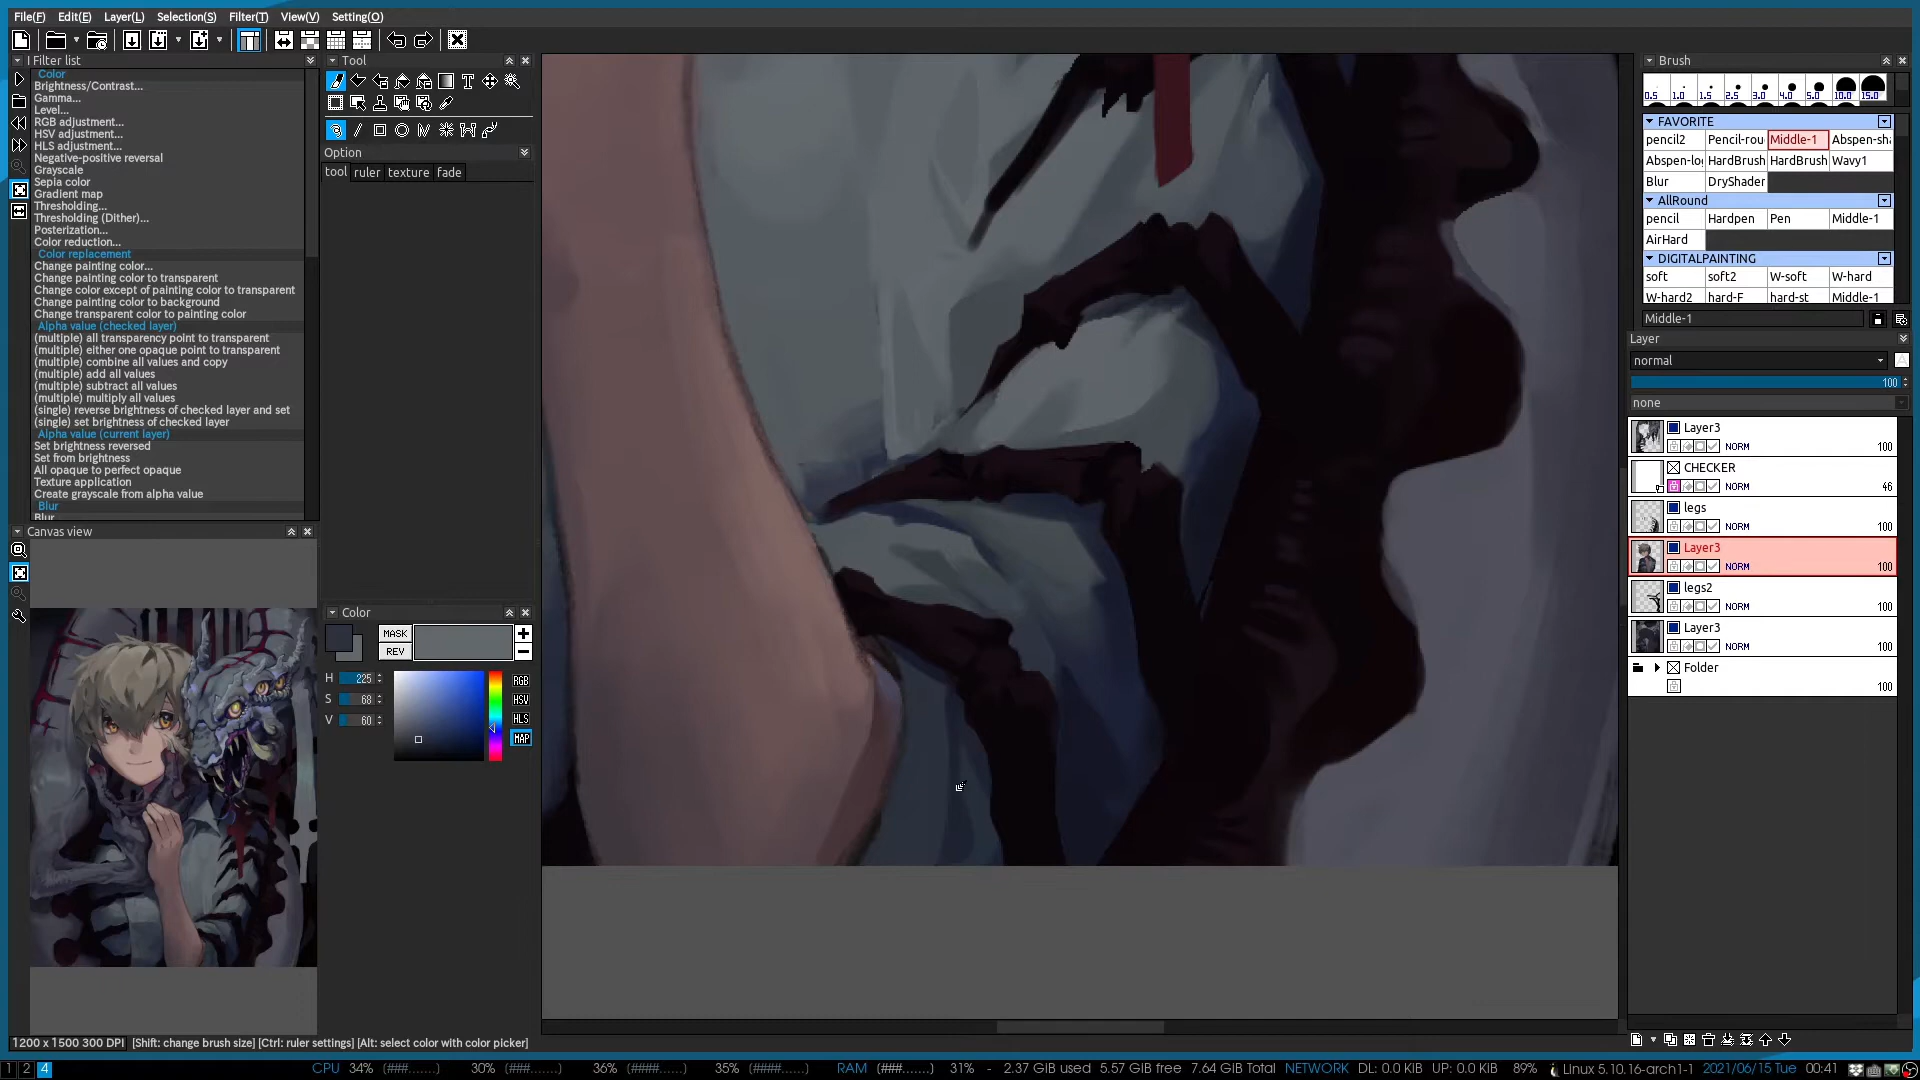 File(F) Edit(E) Layer(L) Selection(S) Filter(T) View(V) Setting(O)
Filter list
Color
Brightness/Contrast...
Gamma...
Level...
RGB adjustment...
HSV adjustment...
HLS adjustment...
Negative-positive reversal
Grayscale
Sepia color
Gradient map
Thresholding...
Thresholding (Dither)...
Posterization...
Color reduction...
Color replacement
Change painting color...
Change painting color to transparent
Change color except of painting color to transparent
Change painting color to background
Change transparent color to painting color
Alpha value (checked layer)
(multiple) all transparency point to transparent
(multiple) either one opaque point to transparent
(multiple) combine all values and copy
(multiple) add all values
(multiple) subtract all values
(multiple) multiply all values
(single) reverse brightness of checked layer and set
(single) set brightness of checked layer
Alpha value (current layer)
Set brightness reversed
Set from brightness
All opaque to perfect opaque
Texture application
Create grayscale from alpha value
Blur
Blur
Canvas view
Tool
Option
tool ruler texture fade
Color
MASK
REV
H 225
S 68
V 60
RGB
HSV
HLS
MAP
Brush
0.5 1.0 1.5 2.5 3.0 4.0 5.0 10.0 15.0
FAVORITE
pencil2 Pencil-rou Middle-1 Abspen-sha
Abspen-lo HardBrush HardBrush Wavy1
Blur DryShader
AllRound
pencil Hardpen Pen Middle-1
AirHard
DIGITALPAINTING
soft soft2 W-soft W-hard
W-hard2 hard-F hard-st Middle-1
Middle-1
Layer
normal
100
none
Layer3
NORM 100
CHECKER
NORM 46
legs
NORM 100
Layer3
NORM 100
legs2
NORM 100
Layer3
NORM 100
Folder
100
1200 x 1500 300 DPI [Shift: change brush size] [Ctrl: ruler settings] [Alt: select color with color picker]
1 2 4 CPU 34% (###.......) 30% (##........) 36% (####......) 35% (####......) RAM (###.......) 31% - 2.37 GIB used 5.57 GIB free 7.64 GIB Total NETWORK DL: 0.0 KIB UP: 0.0 KIB 89% Linux 5.10.16-arch1-1 2021/06/15 Tue 00:41